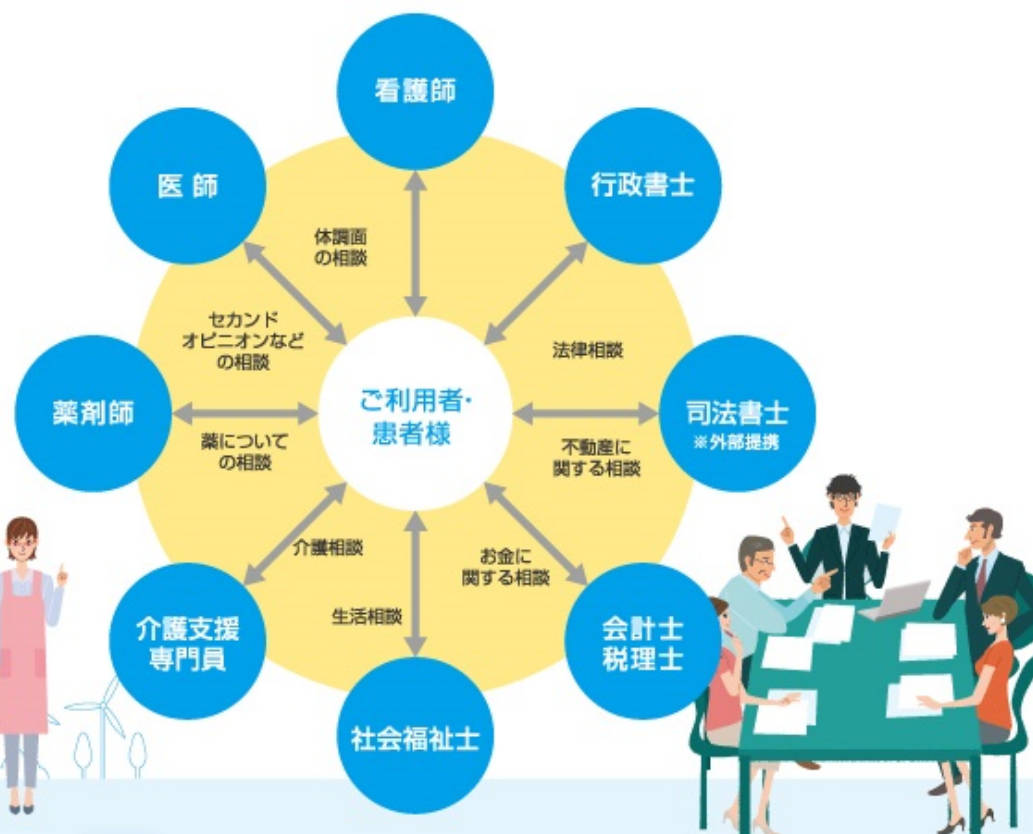 看護師
医師
行政書士
体調面
の相談
セカンド
オピニオンなど
の相談
法律相談
薬剤師
ご利用者・
患者様
司法書士
※外部提携
薬について
の相談
不動産に
関する相談
介護相談
お金に
関する相談
生活相談
介護支援
専門員
会計士
税理士
社会福祉士